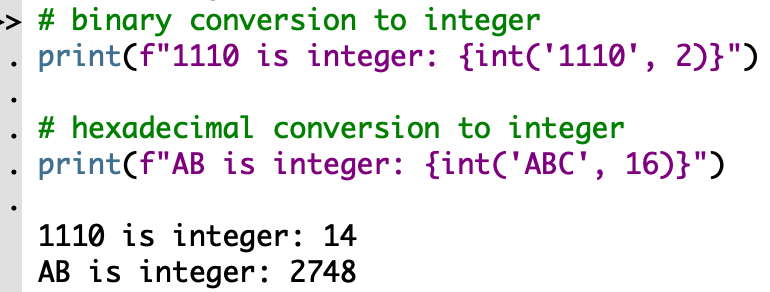 >> # binary conversion to integer
. print(f"1110 is integer: {int('1110', 2)}")
.
. # hexadecimal conversion to integer
. print(f"AB is integer: {int('ABC', 16)}")
.
1110 is integer: 14
AB is integer: 2748